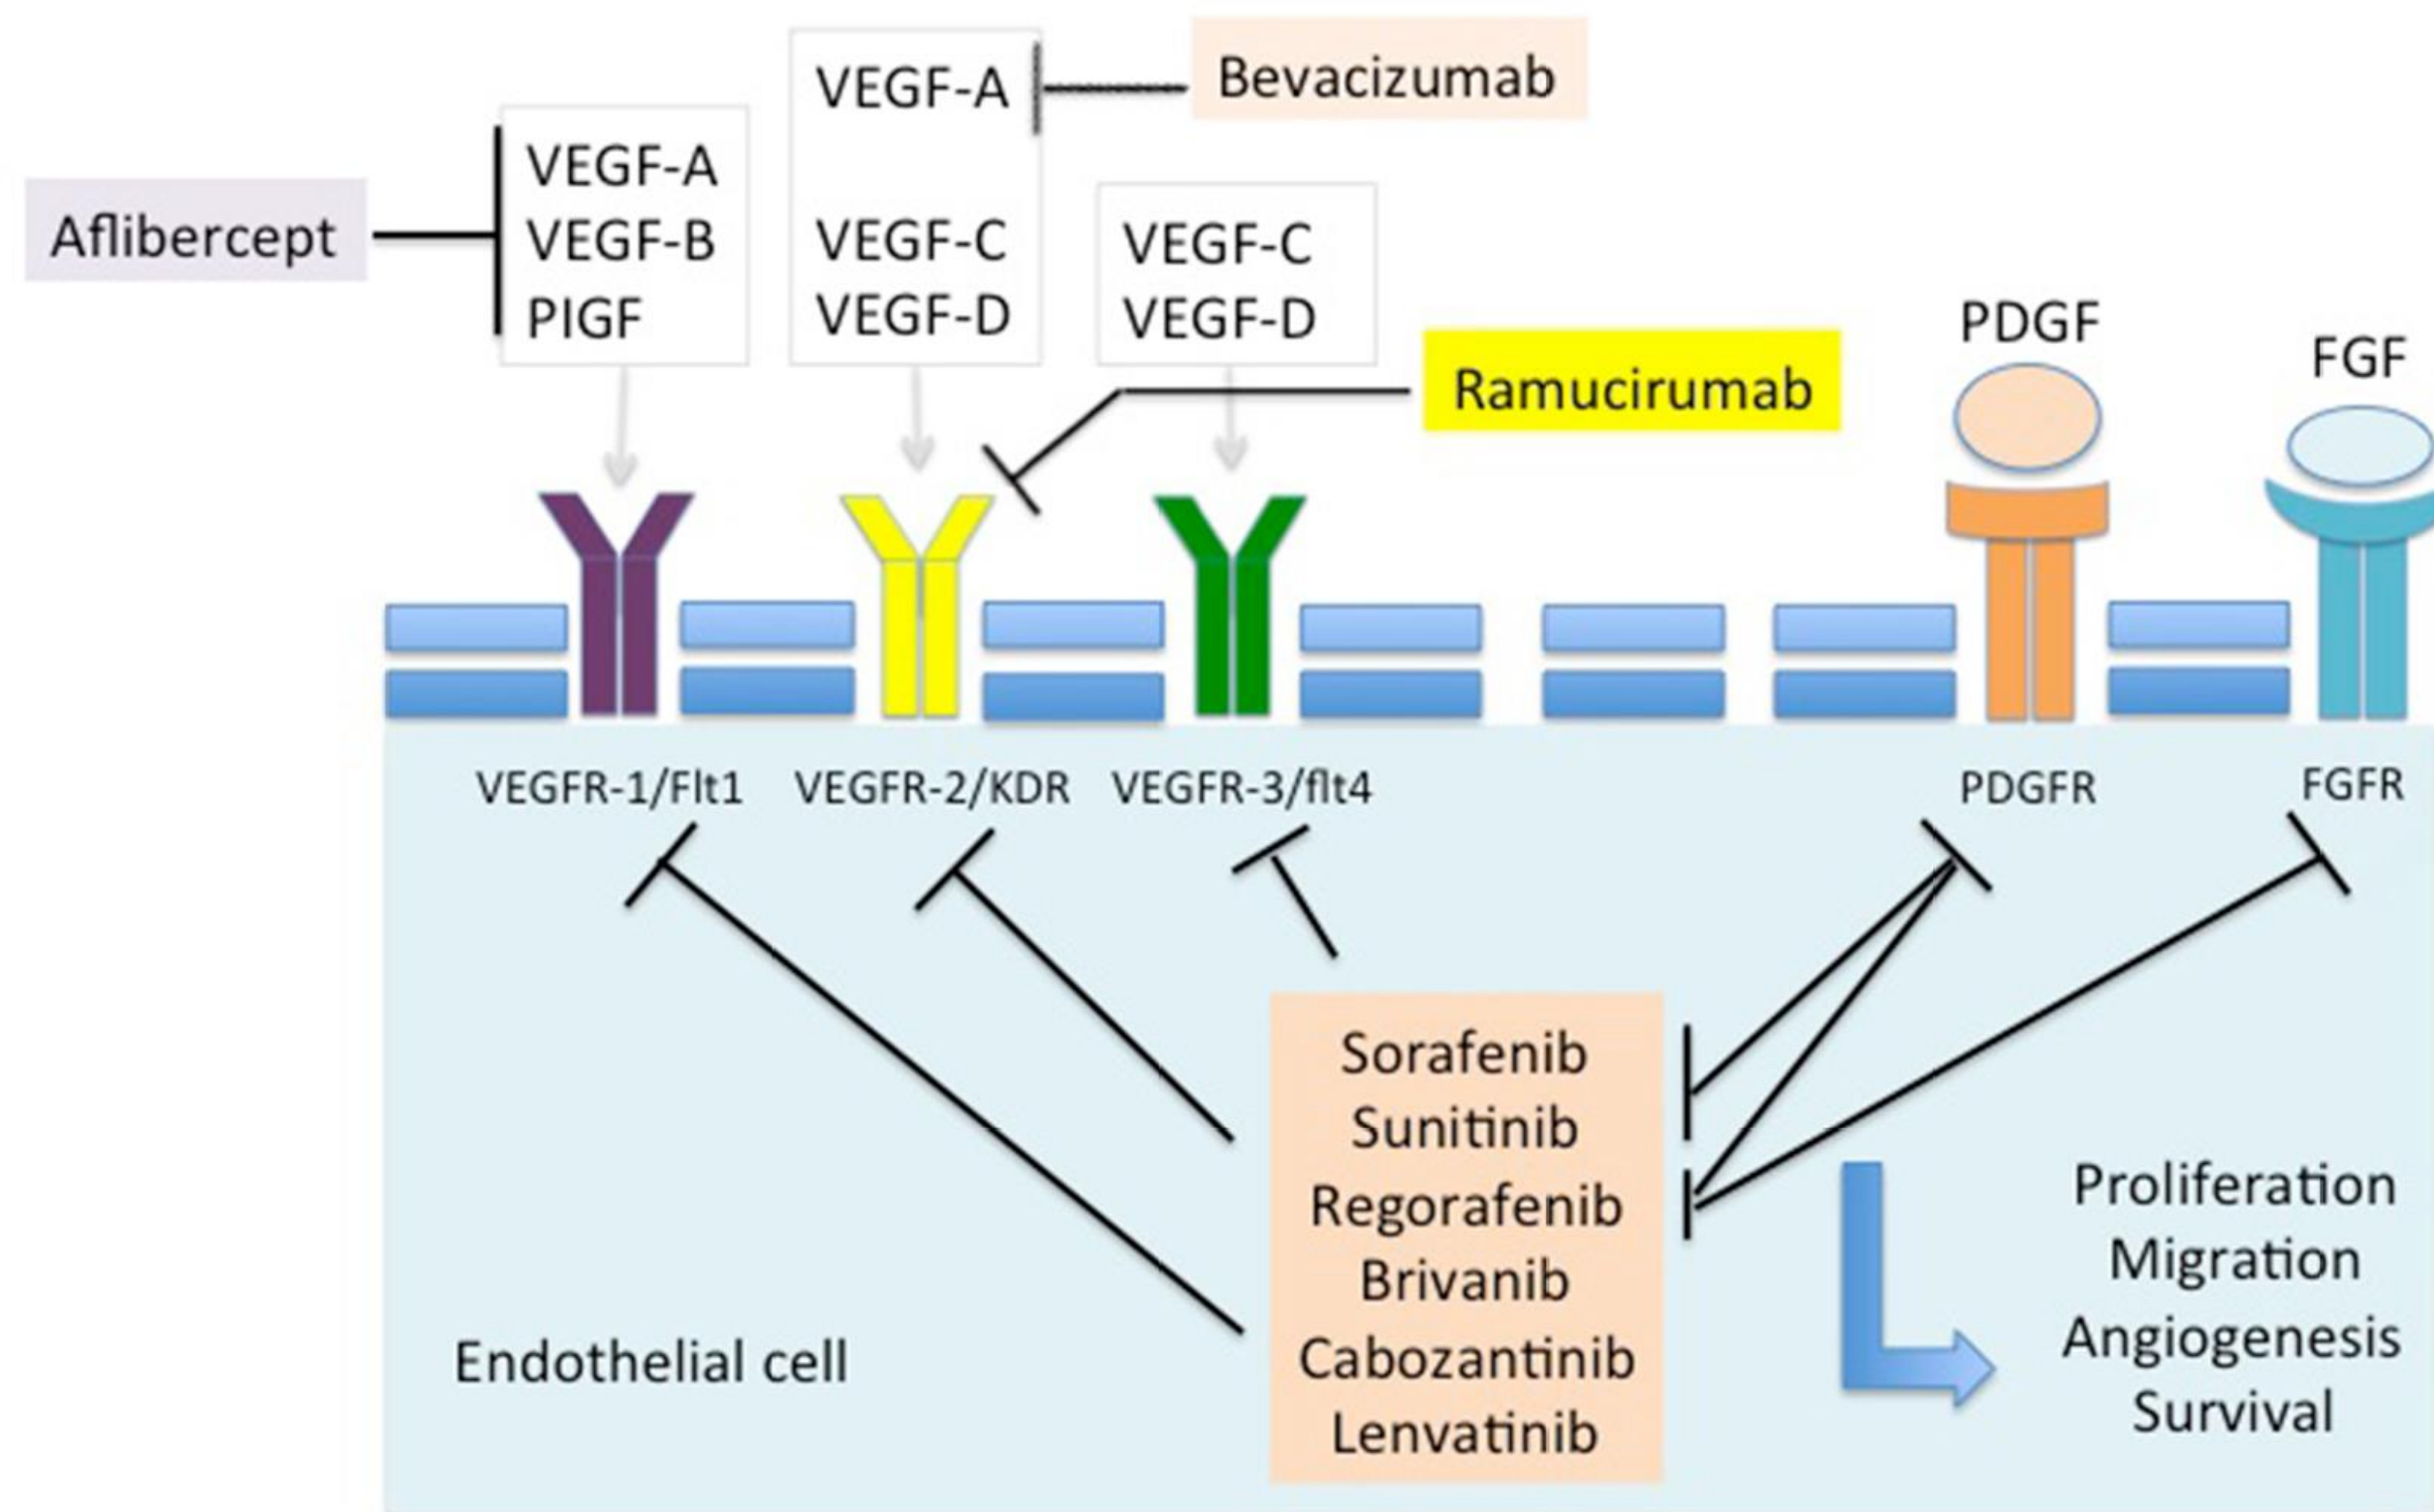 Bevacizumab
VEGF-A
VEGF-C
VEGF-D
Aflibercept
VEGF-A
VEGF-B
PIGF
VEGF-C
VEGF-D
Ramucirumab
PDGF
FGF
VEGFR-1/Flt1
VEGFR-2/KDR
VEGFR-3/flt4
PDGFR
FGFR
Sorafenib
Sunitinib
Regorafenib
Brivanib
Cabozantinib
Lenvatinib
Endothelial cell
Proliferation
Migration
Angiogenesis
Survival